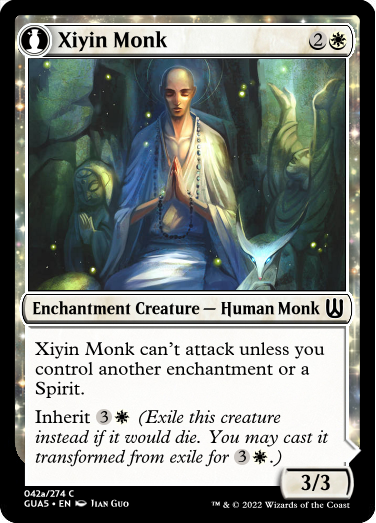 Xiyin Monk 2
Enchantment Creature — Human Monk
Xiyin Monk can't attack unless you
control another enchantment or a
Spirit.
Inherit 3 (Exile this creature
instead if it would die. You may cast it
transformed from exile for 3 .)
3/3
042a/274 C
GUA5 • EN Jian Guo
™ & © 2022 Wizards of the Coast